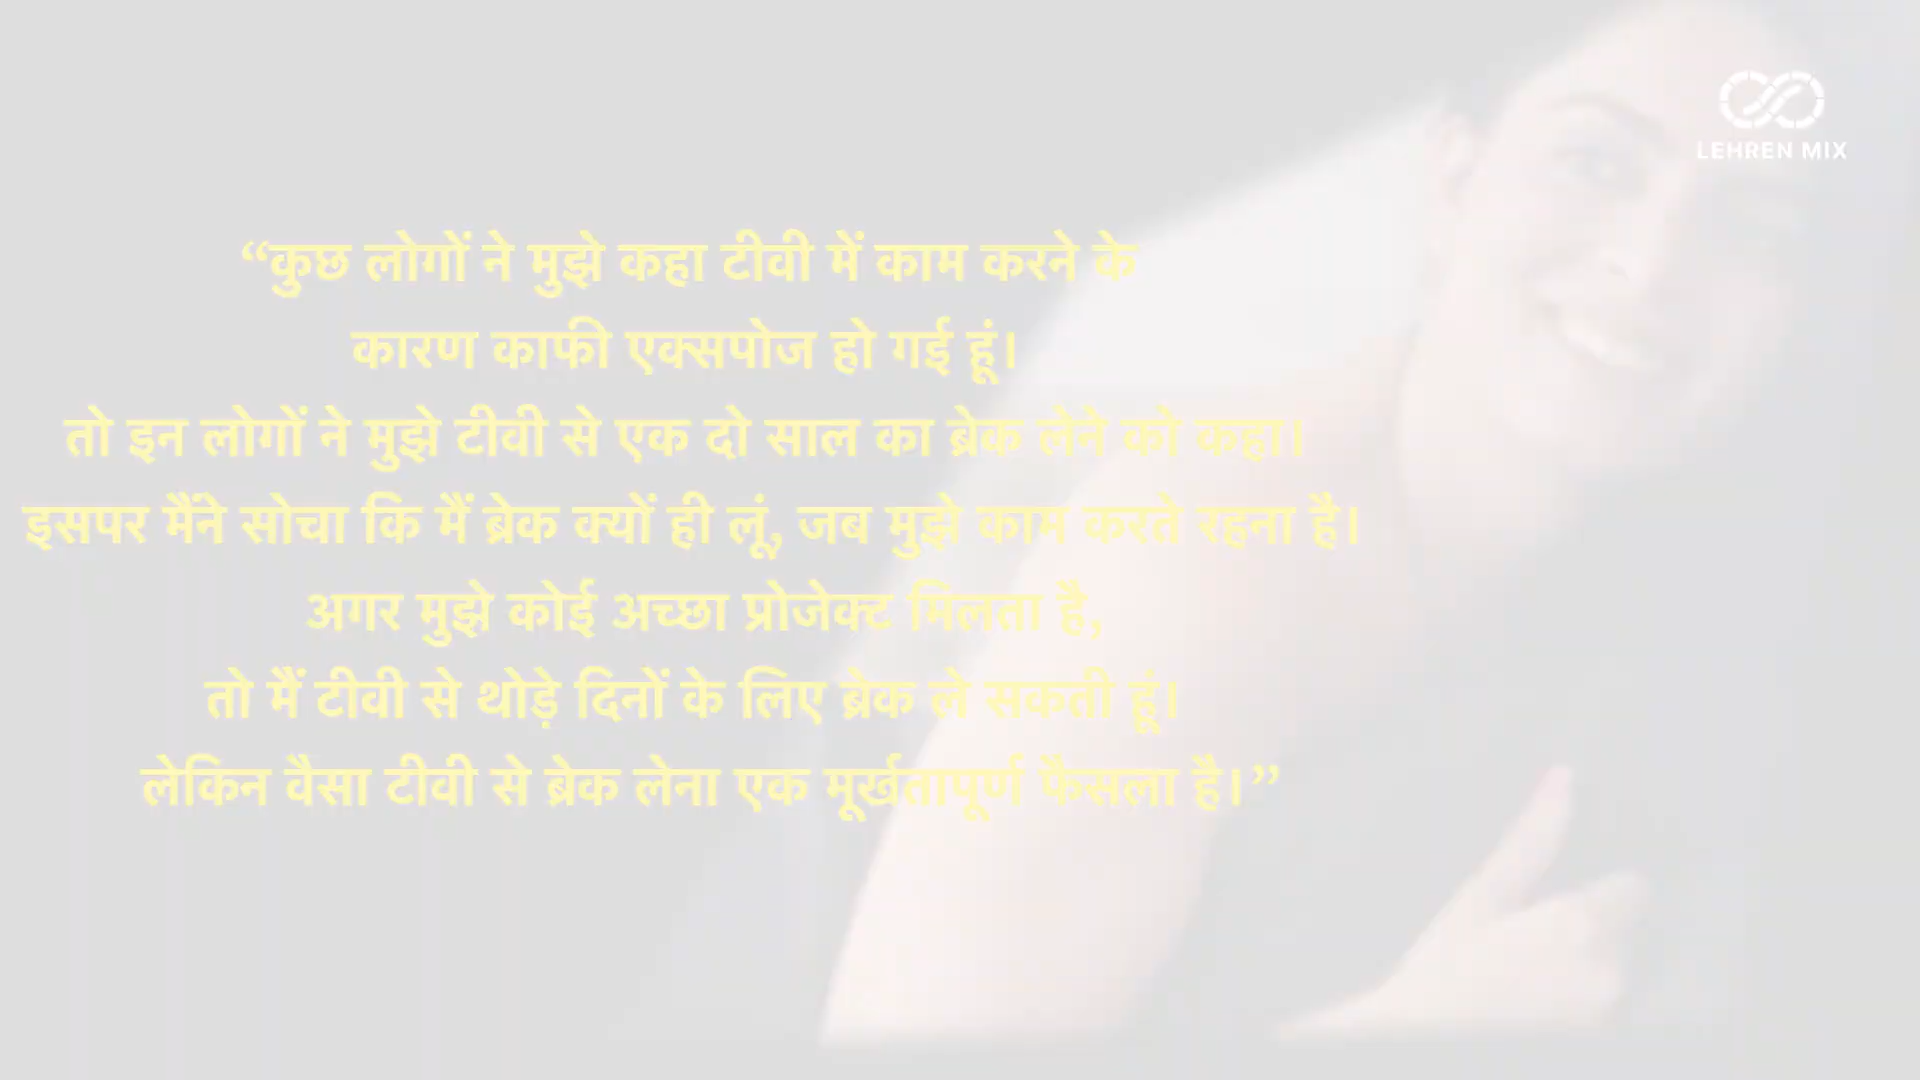 LEHREN MIX
“कुछ लोगों ने मुझे कहा टीवी में काम करने के
कारण काफी एक्सपोज हो गई हूं।
तो इन लोगों ने मुझे टीवी से एक दो साल का ब्रेक लेने को कहा।
इसपर मैंने सोचा कि मैं ब्रेक क्यों ही लूं, जब मुझे काम करते रहना है।
अगर मुझे कोई अच्छा प्रोजेक्ट मिलता है,
तो मैं टीवी से थोड़े दिनों के लिए ब्रेक ले सकती हूं।
लेकिन वैसा टीवी से ब्रेक लेना एक मूर्खतापूर्ण फैसला है।”